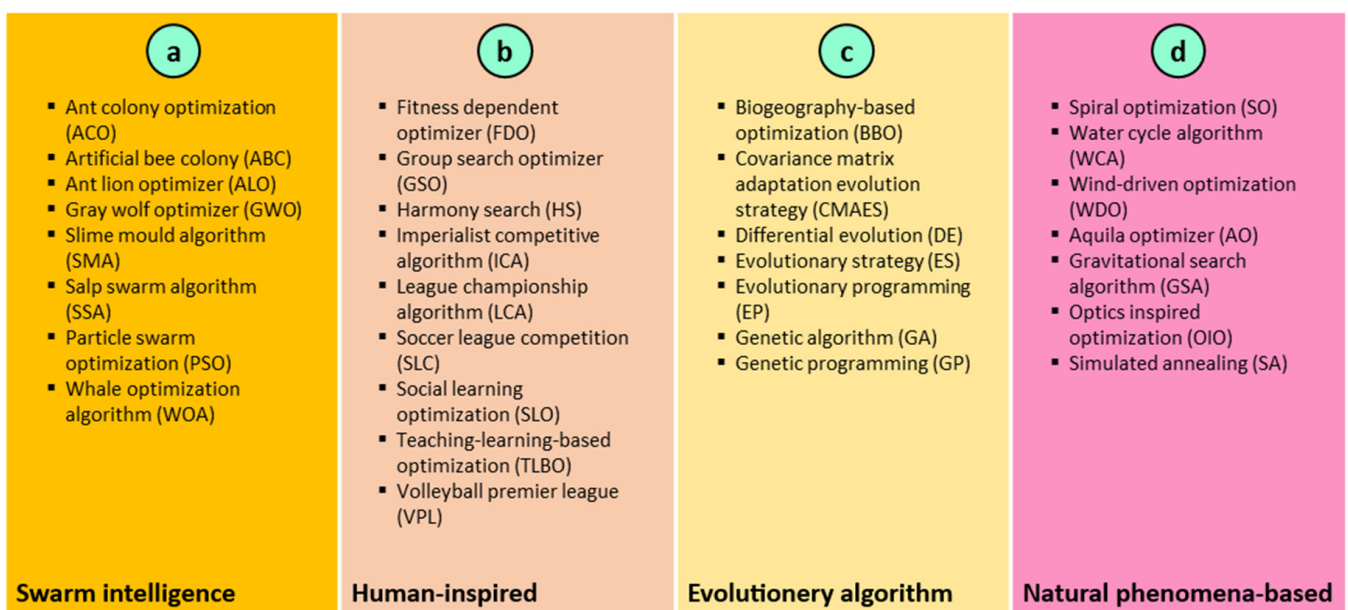 a
▪ Ant colony optimization
(ACO)
▪ Artificial bee colony (ABC)
▪ Ant lion optimizer (ALO)
▪ Gray wolf optimizer (GWO)
▪ Slime mould algorithm
(SMA)
▪ Salp swarm algorithm
(SSA)
▪ Particle swarm
optimization (PSO)
▪ Whale optimization
algorithm (WOA)
Swarm intelligence
b
▪ Fitness dependent
optimizer (FDO)
▪ Group search optimizer
(GSO)
▪ Harmony search (HS)
▪ Imperialist competitive
algorithm (ICA)
▪ League championship
algorithm (LCA)
▪ Soccer league competition
(SLC)
▪ Social learning
optimization (SLO)
▪ Teaching-learning-based
optimization (TLBO)
▪ Volleyball premier league
(VPL)
Human-inspired
c
▪ Biogeography-based
optimization (BBO)
▪ Covariance matrix
adaptation evolution
strategy (CMAES)
▪ Differential evolution (DE)
▪ Evolutionary strategy (ES)
▪ Evolutionary programming
(EP)
▪ Genetic algorithm (GA)
▪ Genetic programming (GP)
Evolutionery algorithm
d
▪ Spiral optimization (SO)
▪ Water cycle algorithm
(WCA)
▪ Wind-driven optimization
(WDO)
▪ Aquila optimizer (AO)
▪ Gravitational search
algorithm (GSA)
▪ Optics inspired
optimization (OIO)
▪ Simulated annealing (SA)
Natural phenomena-based